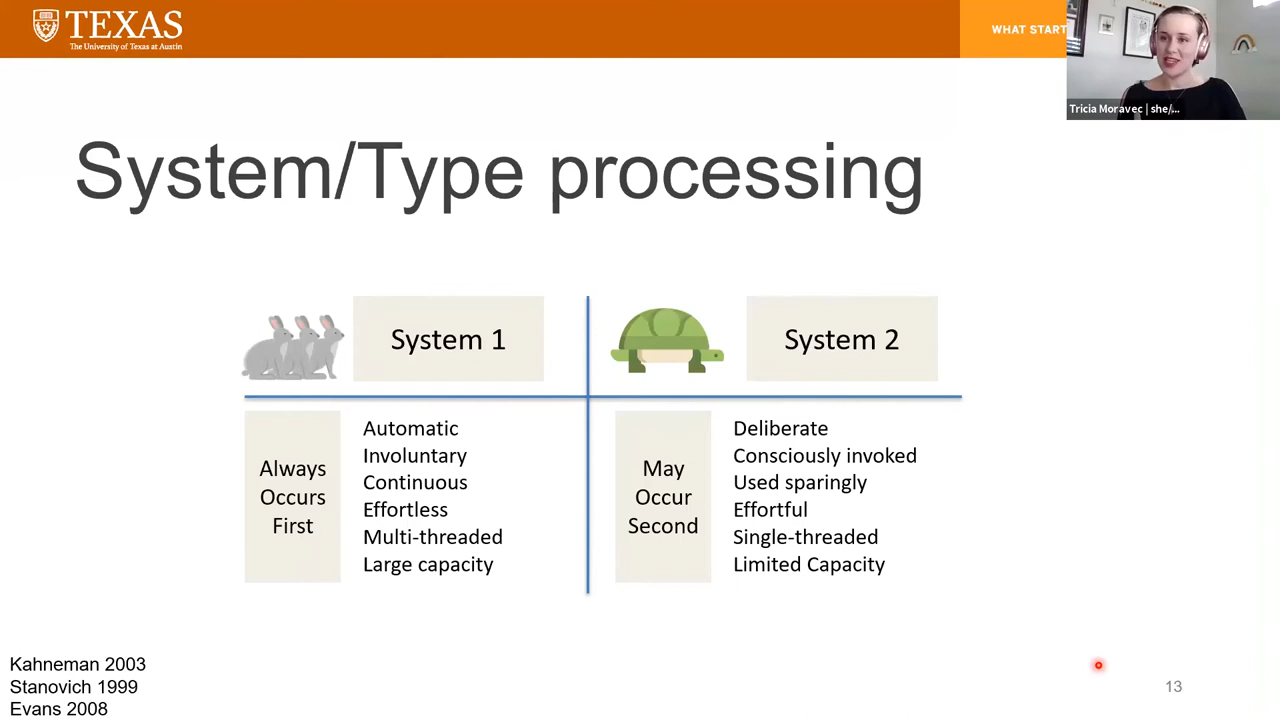 TEXAS
The University of Texas at Austin
WHAT START
Tricia Moravec | she/...
System/Type processing
System 1
System 2
Always
Occurs
First
Automatic
Involuntary
Continuous
Effortless
Multi-threaded
Large capacity
May
Occur
Second
Deliberate
Consciously invoked
Used sparingly
Effortful
Single-threaded
Limited Capacity
Kahneman 2003
Stanovich 1999
Evans 2008
13